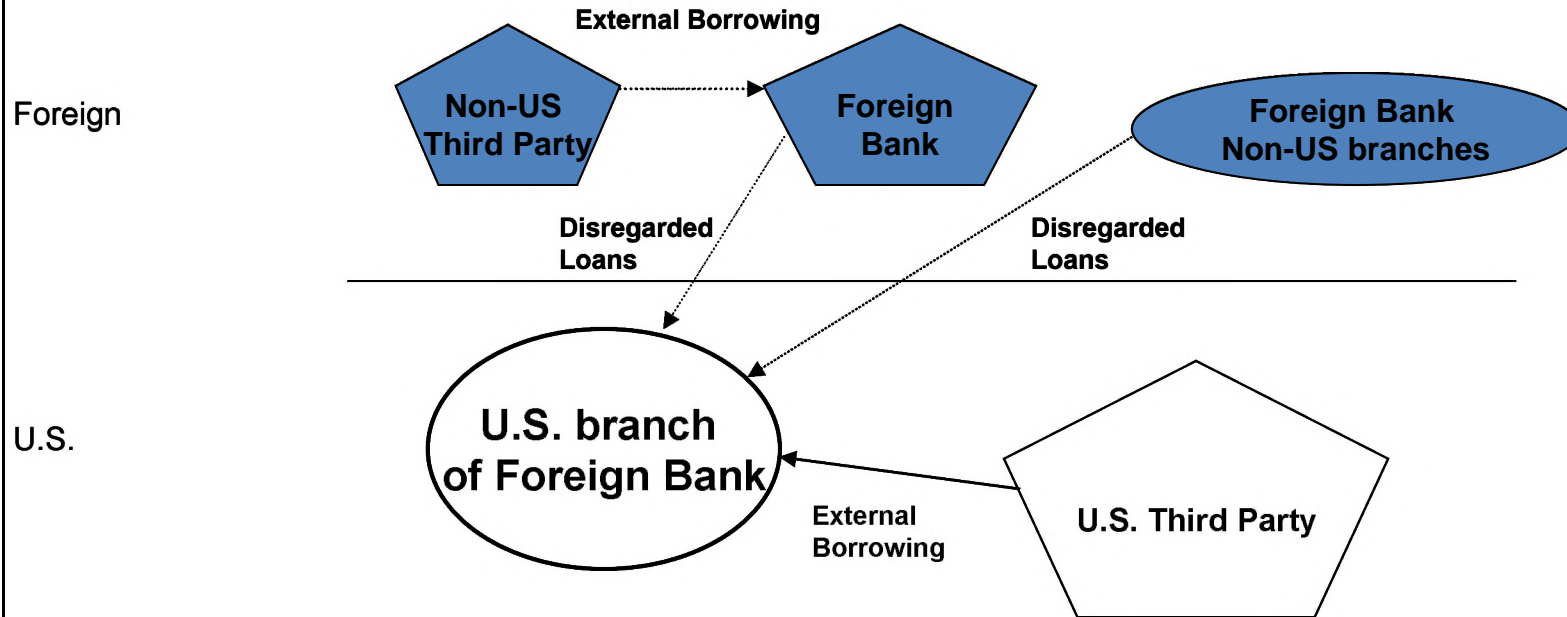 External Borrowing
Foreign
Non-US
Third Party
Foreign
Bank
Foreign Bank
Non-US branches
Disregarded
Loans
Disregarded
Loans
U.S.
U.S. branch
of Foreign Bank
External
Borrowing
U.S. Third Party